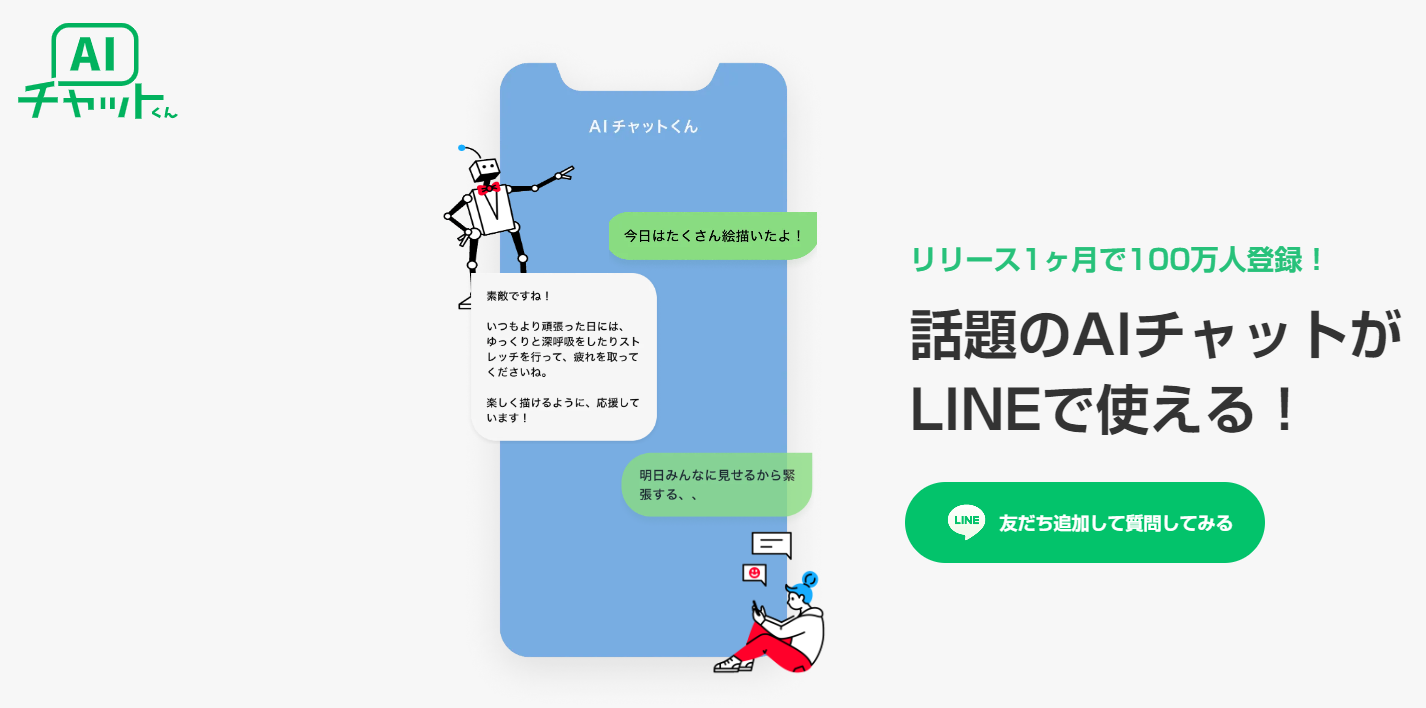 AI
チャットくん
AIチャットくん
今日はたくさん絵描いたよ！
素敵ですね！
いつもより頑張った日には、
ゆっくりと深呼吸をしたりスト
レッチを行って、疲れを取って
くださいね。
楽しく描けるように、応援して
います！
明日みんなに見せるから緊
張する、、
リリース1ヶ月で100万人登録！
話題のAIチャットが
LINEで使える！
LINE
友だち追加して質問してみる